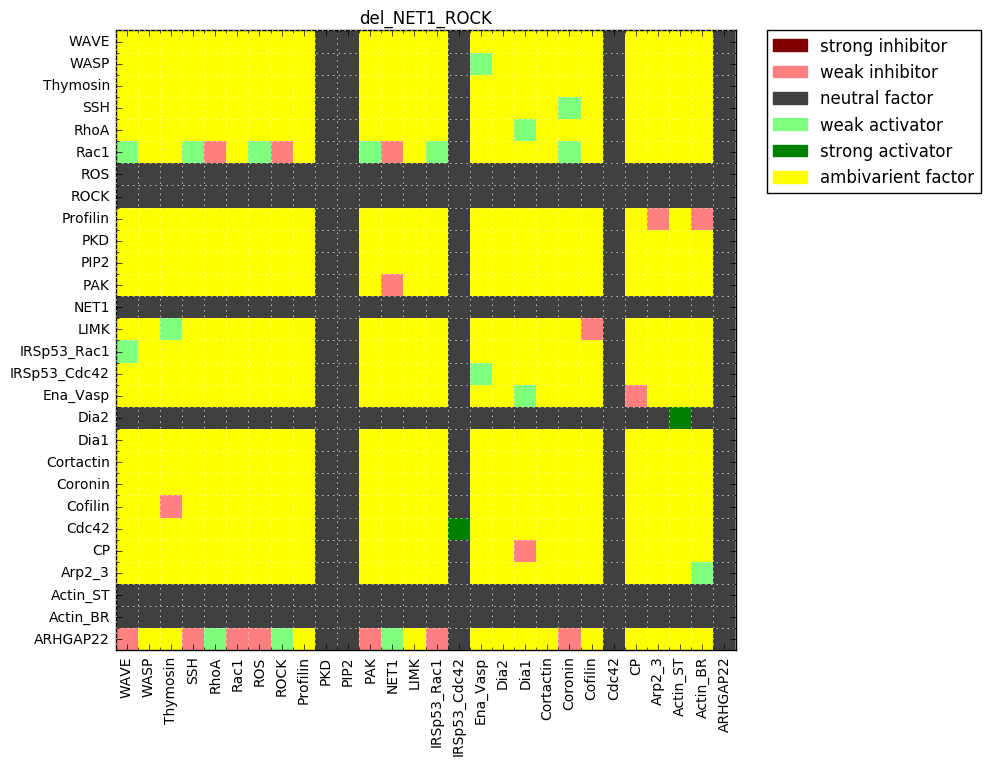 del_NET1_ROCK
WAVE
WASP
Thymosin
SSH
RhoA
Rac1
ROS
ROCK
Profilin
PKD
PIP2
PAK
NET1
LIMK
IRSp53_Rac1
IRSp53_Cdc42
Ena_Vasp
Dia2
Dia1
Cortactin
Coronin
Cofilin
Cdc42
CP
Arp2_3
Actin_ST
Actin_BR
ARHGAP22
WAVE
WASP
Thymosin
SSH
RhoA
Rac1
ROS
ROCK
Profilin
PKD
PIP2
PAK
NET1
LIMK
IRSp53_Rac1
IRSp53_Cdc42
Ena_Vasp
Dia2
Dia1
Cortactin
Coronin
Cofilin
Cdc42
CP
Arp2_3
Actin_ST
Actin_BR
ARHGAP22
strong inhibitor
weak inhibitor
neutral factor
weak activator
strong activator
ambivarient factor